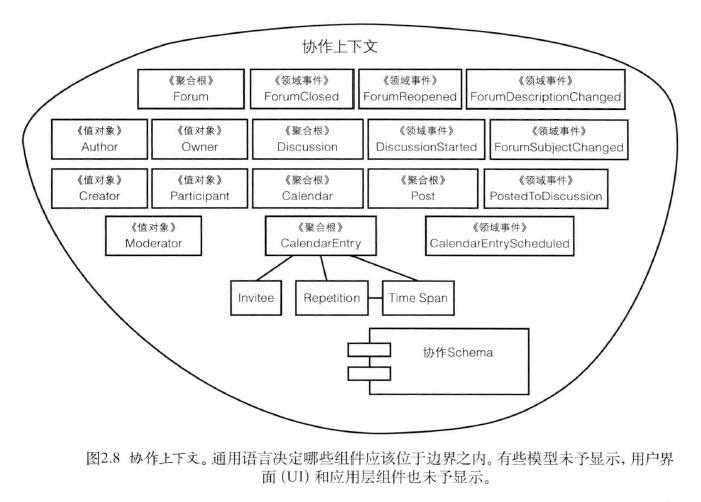 协作上下文
《聚合根》 《领域事件》 《领域事件》 《领域事件》
Forum ForumClosed ForumReopened ForumDescriptionChanged
《值对象》 《值对象》 《聚合根》 《领域事件》 《领域事件》
Author Owner Discussion DiscussionStarted ForumSubjectChanged
《值对象》 《值对象》 《聚合根》 《聚合根》 《领域事件》
Creator Participant Calendar Post PostedToDiscussion
《值对象》 《聚合根》 《领域事件》
Moderator CalendarEntry CalendarEntryScheduled
Invitee Repetition Time Span
协作Schema
图2.8 协作上下文。通用语言决定哪些组件应该位于边界之内。有些模型未予显示，用户界
面（UI）和应用层组件也未予显示。